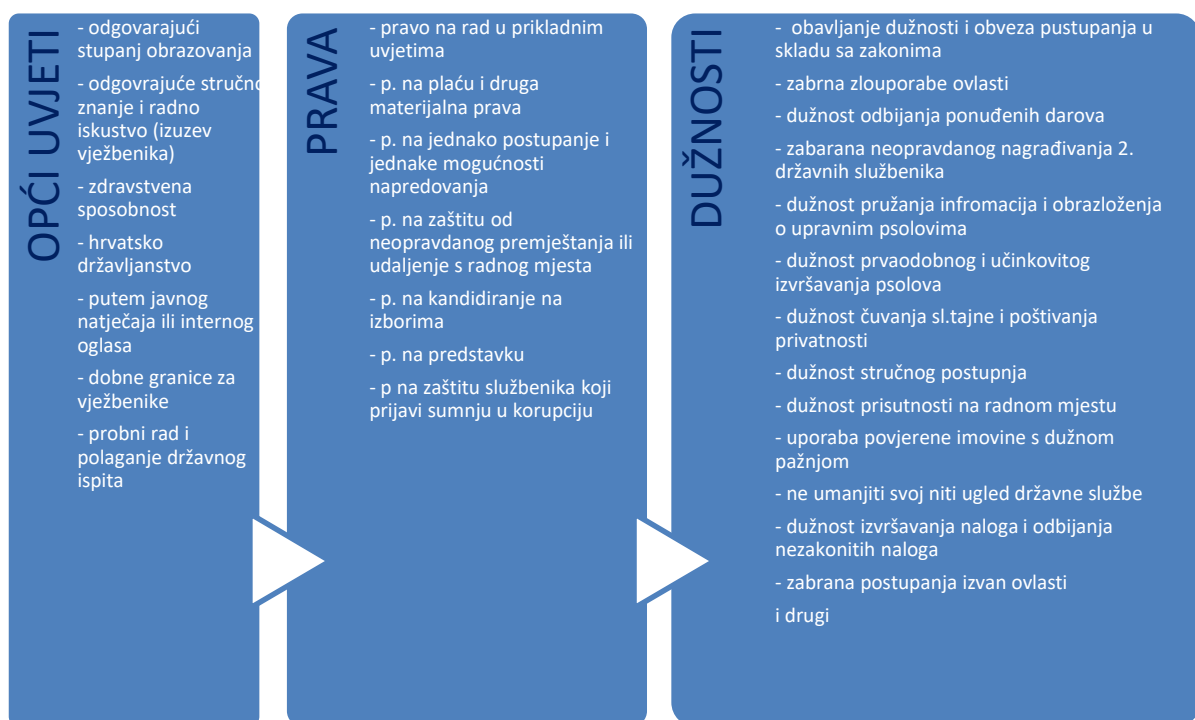 OPĆI UVJETI
- odgovarajući
stupanj obrazovanja
- odgovrajuće stručno
znanje i radno
iskustvo (izuzev
vježbenika)
- zdravstvena
sposobnost
- hrvatsko
državljanstvo
- putem javnog
natječaja ili internog
oglasa
- dobne granice za
vježbenike
- probni rad i
polaganje državnog
ispita
PRAVA
- pravo na rad u prikladnim
uvjetima
- p. na plaću i druga
materijalna prava
- p. na jednako postupanje i
jednake mogućnosti
napredovanja
- p. na zaštitu od
neopravdanog premještanja ili
udaljenje s radnog mjesta
- p. na kandidiranje na
izborima
- p. na predstavku
- p na zaštitu službenika koji
prijavi sumnju u korupciju
DUŽNOSTI
- obavljanje dužnosti i obveza pustupanja u
skladu sa zakonima
- zabrna zlouporabe ovlasti
- dužnost odbijanja ponuđenih darova
- zabarana neopravdanog nagrađivanja 2.
državnih službenika
- dužnost pružanja infromacija i obrazloženja
o upravnim psolovima
- dužnost prvaodobnog i učinkovitog
izvršavanja psolova
- dužnost čuvanja sl.tajne i poštivanja
privatnosti
- dužnost stručnog postupnja
- dužnost prisutnosti na radnom mjestu
- uporaba povjerene imovine s dužnom
pažnjom
- ne umanjiti svoj niti ugled državne službe
- dužnost izvršavanja naloga i odbijanja
nezakonitih naloga
- zabrana postupanja izvan ovlasti
i drugi